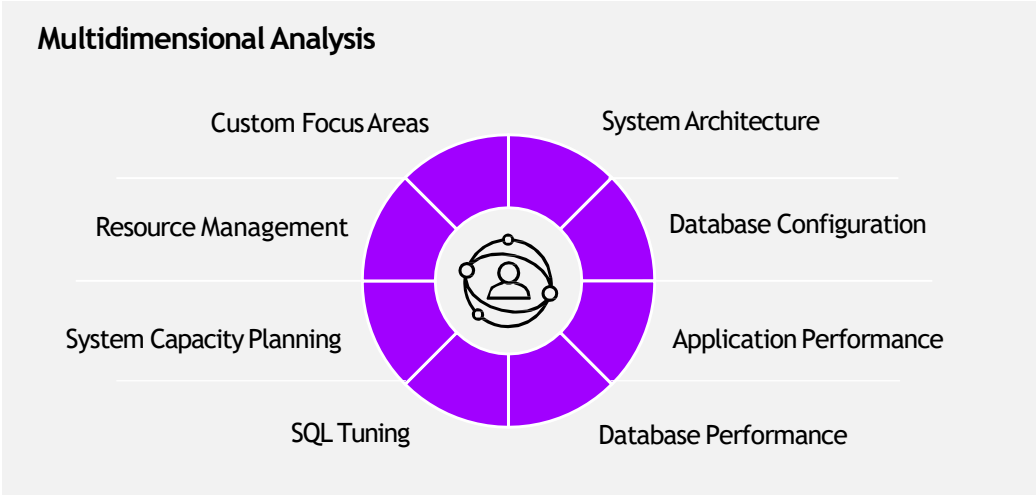 Multidimensional Analysis
Custom Focus Areas
System Architecture
Resource Management
Database Configuration
System Capacity Planning
Application Performance
SQL Tuning
Database Performance